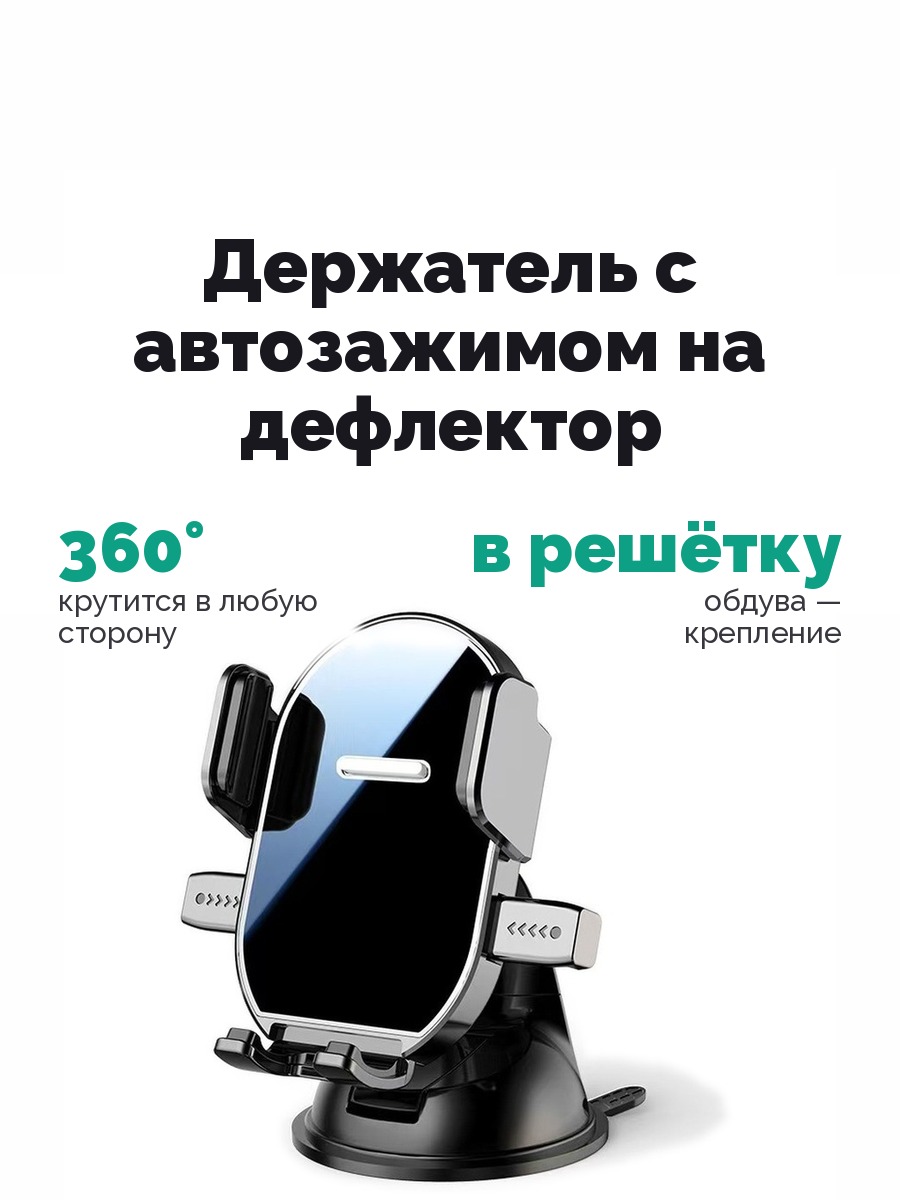 Держатель с
автозажимом на
дефлектор
360°
крутится в любую
сторону
в решётку
обдува —
крепление